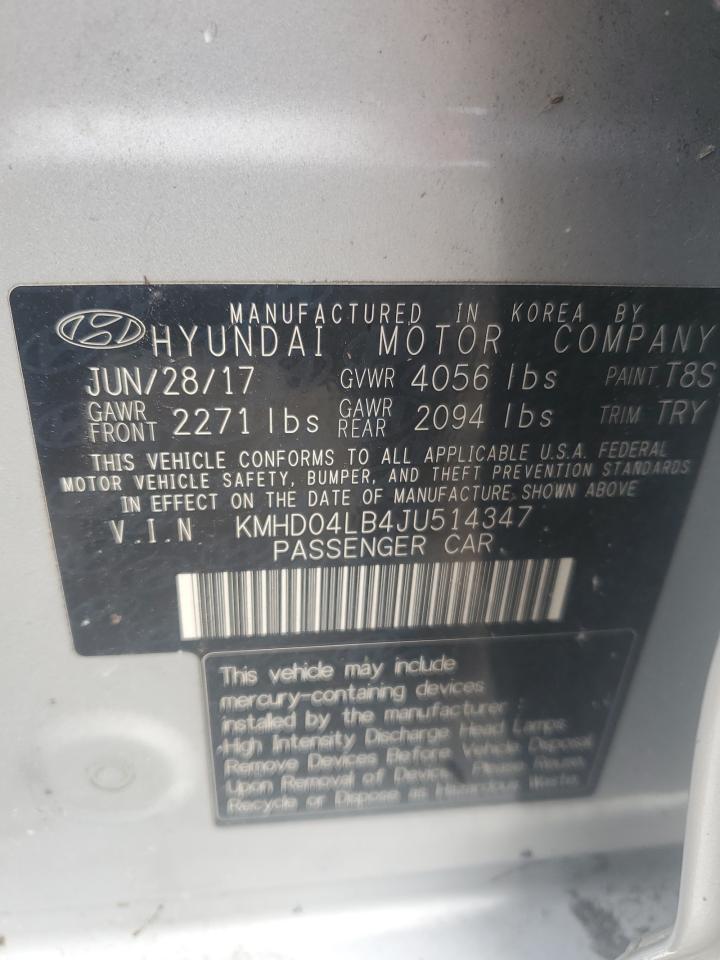 MANUFACTURED IN KOREA BY
HYUNDAI MOTOR COMPANY
JUN/28/17 GVWR 4056 lbs PAINT T8S
GAWR FRONT 2271 lbs GAWR REAR 2094 lbs TRIM TRY
THIS VEHICLE CONFORMS TO ALL APPLICABLE U.S.A. FEDERAL
MOTOR VEHICLE SAFETY, BUMPER, AND THEFT PREVENTION STANDARDS
IN EFFECT ON THE DATE OF MANUFACTURE SHOWN ABOVE
V.I.N KMHD04LB4JU514347
PASSENGER CAR
This vehicle may include
mercury-containing devices
installed by the manufacturer :
High Intensity Discharge Head Lamps.
Remove Devices Before Vehicle Disposal
Upon Removal of Devices, Please Reuse,
Recycle or Dispose as Hazardous Waste.